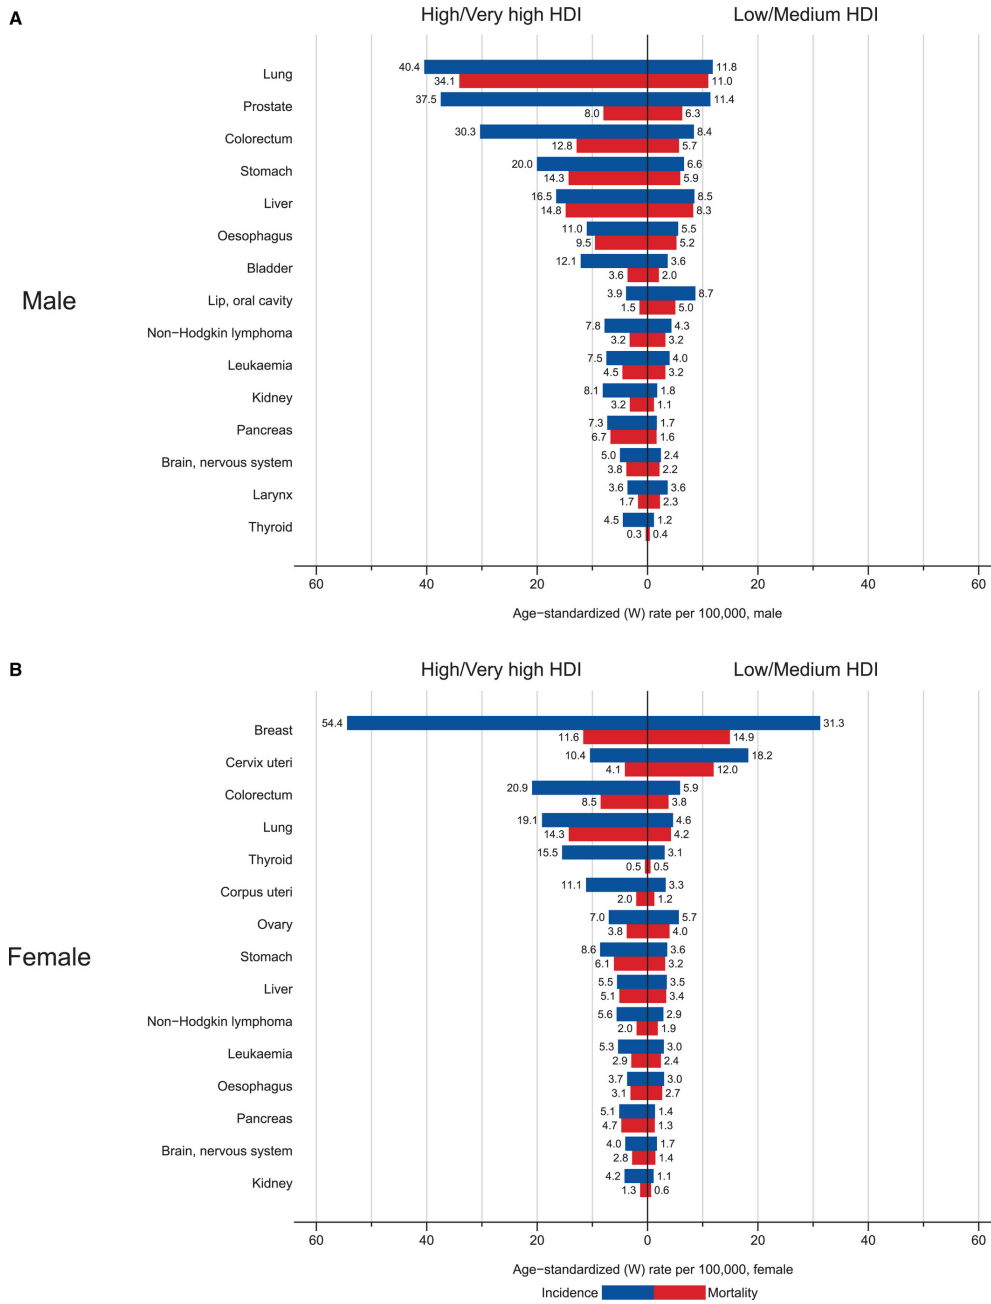 A
High/Very high HDI Low/Medium HDI
Male
Lung 40.4 11.8
34.1 11.0
Prostate 37.5 11.4
8.0 6.3
Colorectum 30.3 8.4
12.8 5.7
Stomach 20.0 6.6
14.3 5.9
Liver 16.5 8.5
14.8 8.3
Oesophagus 11.0 5.5
9.5 5.2
Bladder 12.1 3.6
3.6 2.0
Lip, oral cavity 3.9 8.7
1.5 5.0
Non−Hodgkin lymphoma 7.8 4.3
3.2 3.2
Leukaemia 7.5 4.0
4.5 3.2
Kidney 8.1 1.8
3.2 1.1
Pancreas 7.3 1.7
6.7 1.6
Brain, nervous system 5.0 2.4
3.8 2.2
Larynx 3.6 3.6
1.7 2.3
Thyroid 4.5 1.2
0.3 0.4
60 40 20 0 20 40 60
Age−standardized (W) rate per 100,000, male
B
High/Very high HDI Low/Medium HDI
Female
Breast 54.4 31.3
11.6 14.9
Cervix uteri 10.4 18.2
4.1 12.0
Colorectum 20.9 5.9
8.5 3.8
Lung 19.1 4.6
14.3 4.2
Thyroid 15.5 3.1
0.5 0.5
Corpus uteri 11.1 3.3
2.0 1.2
Ovary 7.0 5.7
3.8 4.0
Stomach 8.6 3.6
6.1 3.2
Liver 5.5 3.5
5.1 3.4
Non−Hodgkin lymphoma 5.6 2.9
2.0 1.9
Leukaemia 5.3 3.0
2.9 2.4
Oesophagus 3.7 3.0
3.1 2.7
Pancreas 5.1 1.4
4.7 1.3
Brain, nervous system 4.0 1.7
2.8 1.4
Kidney 4.2 1.1
1.3 0.6
60 40 20 0 20 40 60
Age−standardized (W) rate per 100,000, female
Incidence Mortality